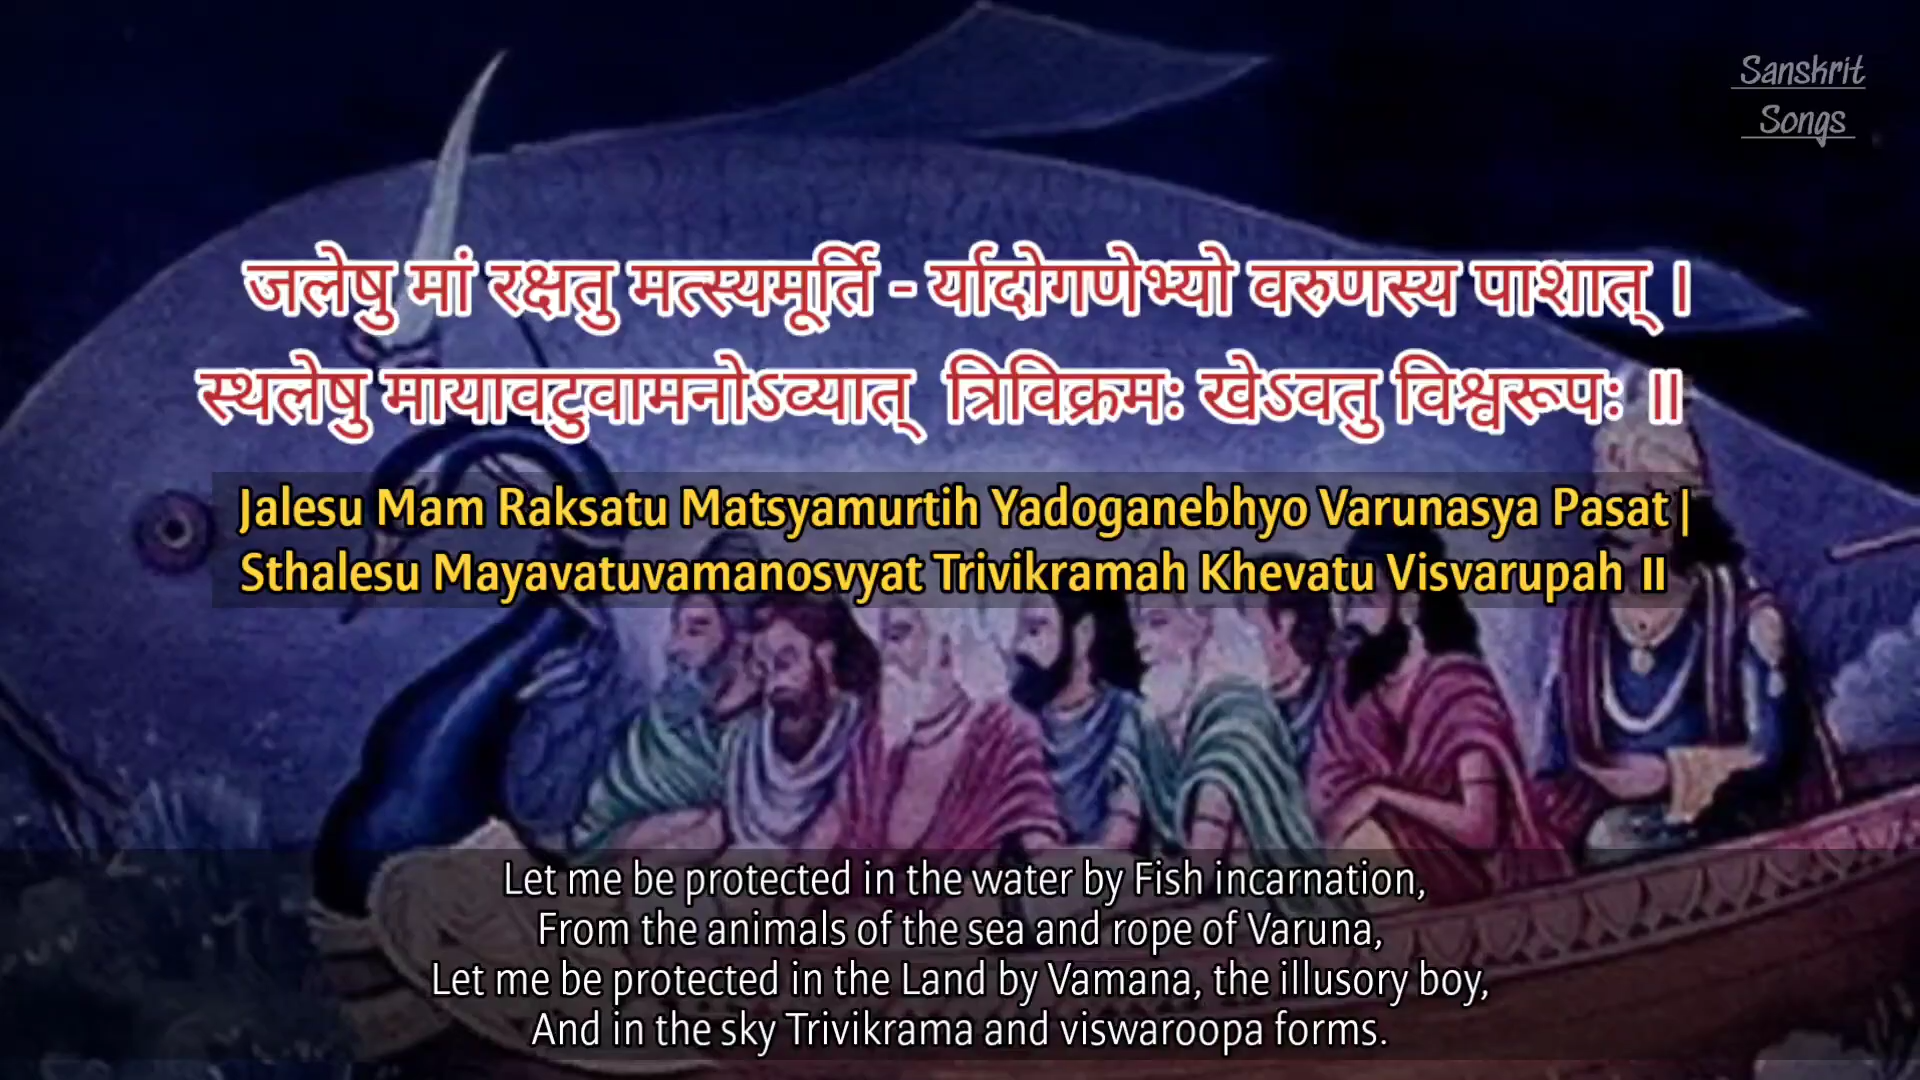 Sanskrit
Songs
जलेषु मां रक्षतु मत्स्यमूर्ति - र्यादोगणेभ्यो वरुणस्य पाशात् ।
स्थलेषु मायावटुवामनोऽव्यात् त्रिविक्रमः खेऽवतु विश्वरूपः ॥
Jalesu Mam Raksatu Matsyamurtih Yadoganebhyo Varunasya Pasat |
Sthalesu Mayavatuvamanosvyat Trivikramah Khevatu Visvarupah ॥
Let me be protected in the water by Fish incarnation,
From the animals of the sea and rope of Varuna,
Let me be protected in the Land by Vamana, the illusory boy,
And in the sky Trivikrama and viswaroopa forms.